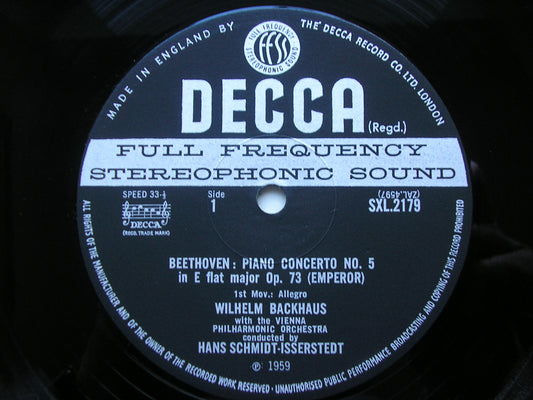 MADE IN ENGLAND BY
THE DECCA RECORD CO. LTD. LONDON
FULL FREQUENCY
FFSS
STEREOPHONIC SOUND
DECCA (Regd.)
FULL FREQUENCY
STEREOPHONIC SOUND
SPEED 33⅓
Side
1
(ZAL.4597)
SXL.2179
DECCA
(REGD. TRADE MARK)
BEETHOVEN: PIANO CONCERTO NO. 5
in E flat major Op. 73 (EMPEROR)
1st Mov.: Allegro
WILHELM BACKHAUS
with the VIENNA
PHILHARMONIC ORCHESTRA
conducted by
HANS SCHMIDT-ISSERSTEDT
℗ 1959
ALL RIGHTS OF THE MANUFACTURER AND OF THE OWNER OF THE RECORDED WORK RESERVED · UNAUTHORISED PUBLIC PERFORMANCE BROADCASTING AND COPYING OF THIS RECORD PROHIBITED